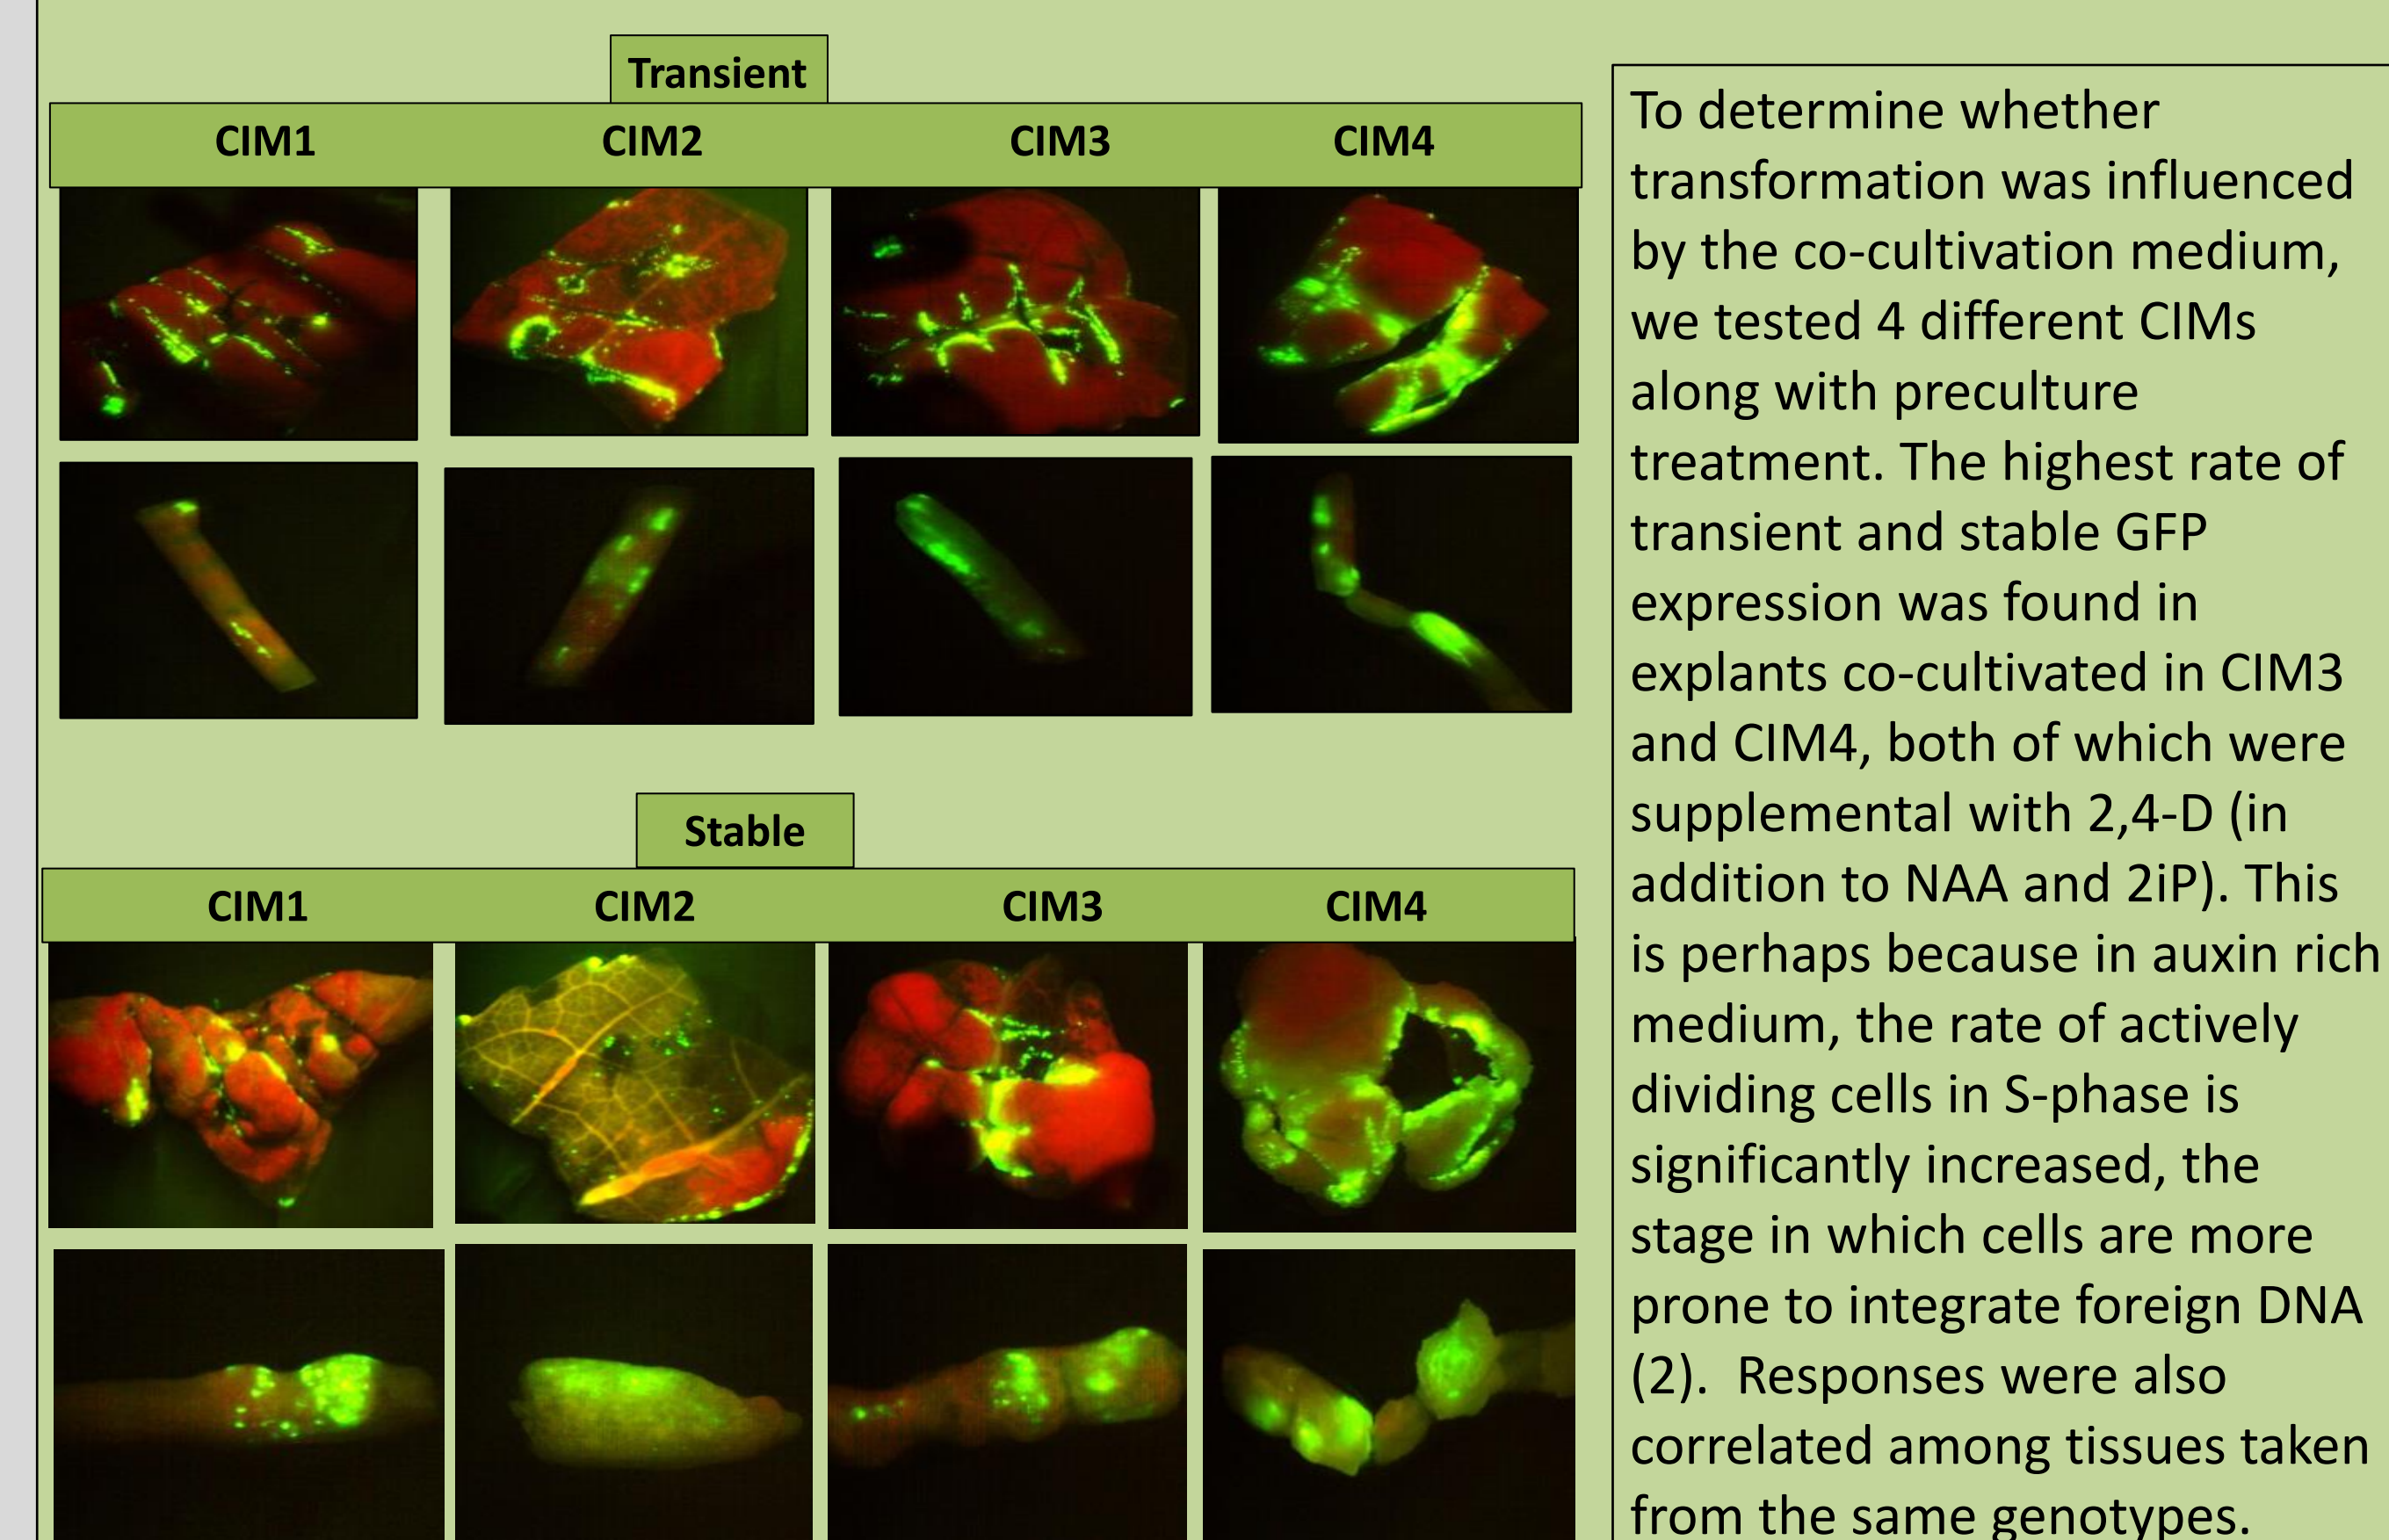 Transient
CIM1 CIM2 CIM3 CIM4
Stable
CIM1 CIM2 CIM3 CIM4
To determine whether
transformation was influenced
by the co-cultivation medium,
we tested 4 different CIMs
along with preculture
treatment. The highest rate of
transient and stable GFP
expression was found in
explants co-cultivated in CIM3
and CIM4, both of which were
supplemental with 2,4-D (in
addition to NAA and 2iP). This
is perhaps because in auxin rich
medium, the rate of actively
dividing cells in S-phase is
significantly increased, the
stage in which cells are more
prone to integrate foreign DNA
(2). Responses were also
correlated among tissues taken
from the same genotypes.